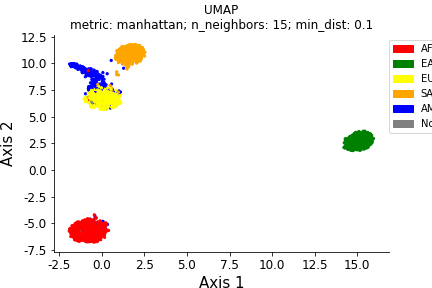 UMAP
metric: manhattan; n_neighbors: 15; min_dist: 0.1
12.5
10.0
7.5
5.0
2.5
0.0
-2.5
-5.0
-7.5
Axis 2
-2.5 0.0 2.5 5.0 7.5 10.0 12.5 15.0
Axis 1
AF
EA
EU
SA
AM
No